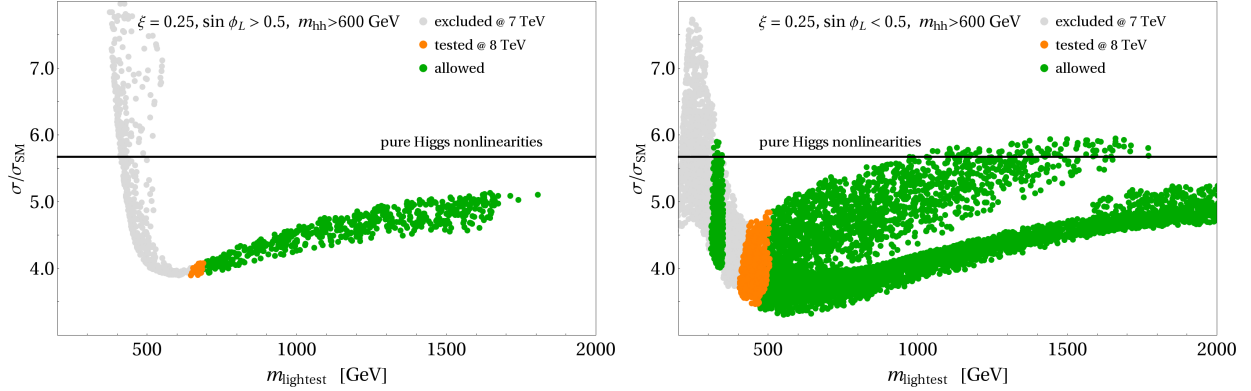 ξ = 0.25, sin ϕL > 0.5, mhh>600 GeV
excluded @ 7 TeV
tested @ 8 TeV
allowed
pure Higgs nonlinearities
σ/σSM
7.0
6.0
5.0
4.0
500
1000
1500
2000
mlightest [GeV]
ξ = 0.25, sin ϕL < 0.5, mhh>600 GeV
excluded @ 7 TeV
tested @ 8 TeV
allowed
pure Higgs nonlinearities
σ/σSM
7.0
6.0
5.0
4.0
500
1000
1500
2000
mlightest [GeV]